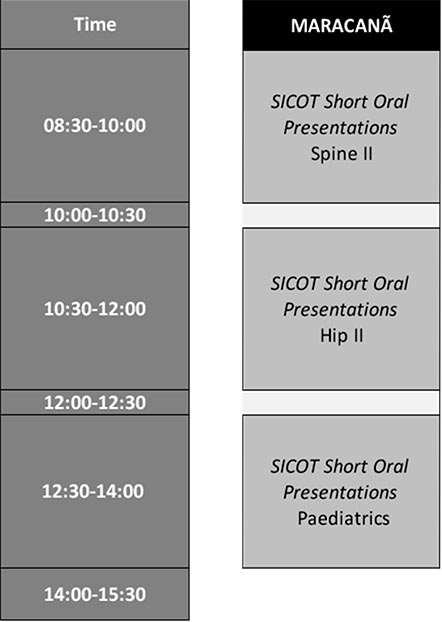 Time
MARACANÃ
08:30-10:00
SICOT Short Oral
Presentations
Spine II
10:00-10:30
10:30-12:00
SICOT Short Oral
Presentations
Hip II
12:00-12:30
12:30-14:00
SICOT Short Oral
Presentations
Paediatrics
14:00-15:30